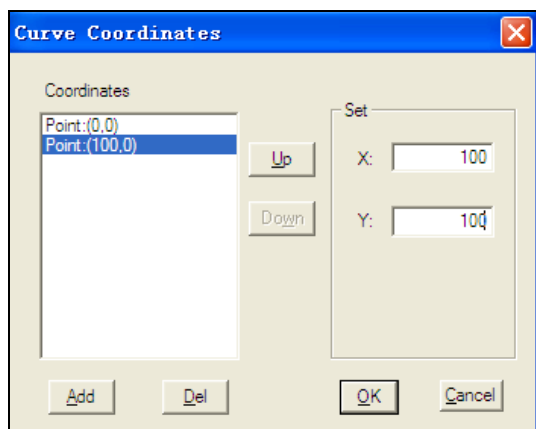 Curve Coordinates
Coordinates
Point:(0,0)
Point:(100,0)
Up
Down
Set
X: 100
Y: 100
Add
Del
OK
Cancel